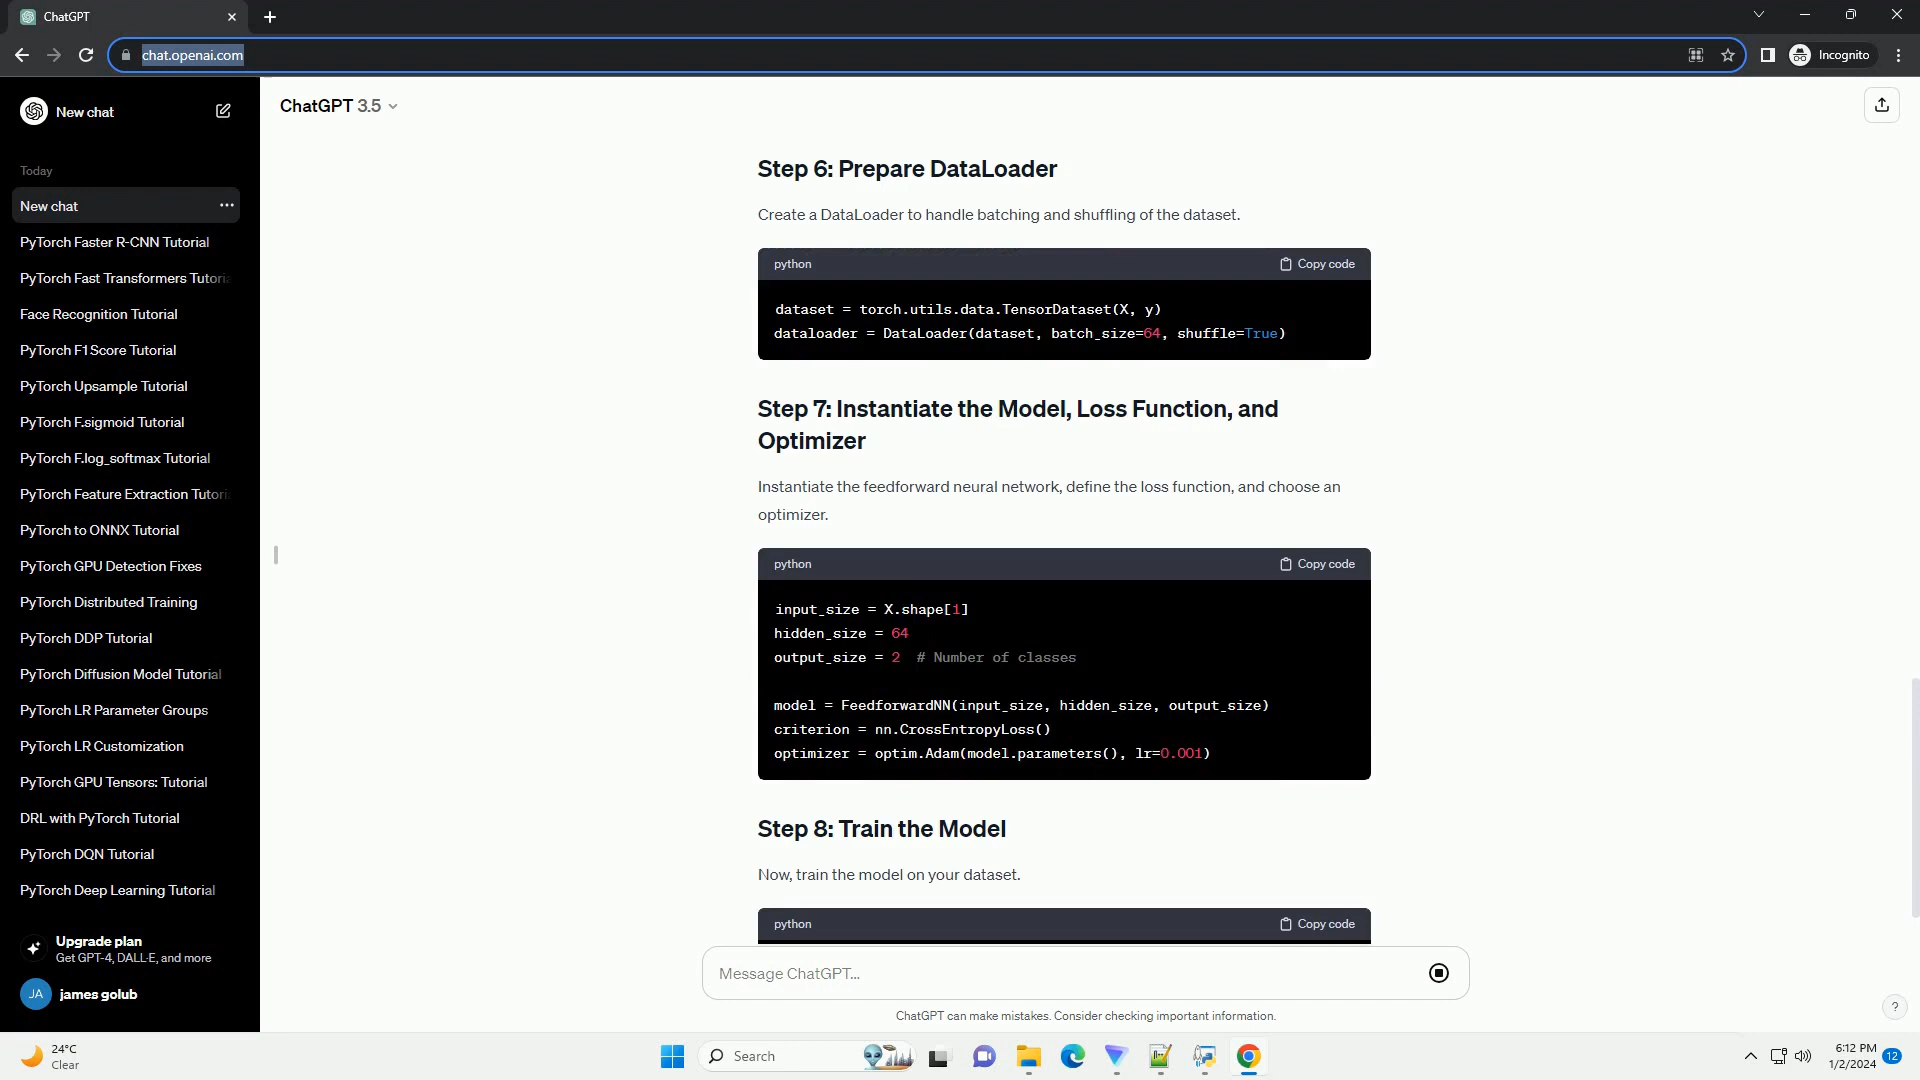 ChatGPT
chat.openai.com
Incognito
New chat
ChatGPT 3.5
Today
New chat
PyTorch Faster R-CNN Tutorial
PyTorch Fast Transformers Tutoria
Face Recognition Tutorial
PyTorch F1 Score Tutorial
PyTorch Upsample Tutorial
PyTorch F.sigmoid Tutorial
PyTorch F.log_softmax Tutorial
PyTorch Feature Extraction Tutori
PyTorch to ONNX Tutorial
PyTorch GPU Detection Fixes
PyTorch Distributed Training
PyTorch DDP Tutorial
PyTorch Diffusion Model Tutorial
PyTorch LR Parameter Groups
PyTorch LR Customization
PyTorch GPU Tensors: Tutorial
DRL with PyTorch Tutorial
PyTorch DQN Tutorial
PyTorch Deep Learning Tutorial
Upgrade plan
Get GPT-4, DALL·E, and more
JA james golub
Step 6: Prepare DataLoader
Create a DataLoader to handle batching and shuffling of the dataset.
python Copy code
dataset = torch.utils.data.TensorDataset(X, y)
dataloader = DataLoader(dataset, batch_size=64, shuffle=True)
Step 7: Instantiate the Model, Loss Function, and
Optimizer
Instantiate the feedforward neural network, define the loss function, and choose an
optimizer.
python Copy code
input_size = X.shape[1]
hidden_size = 64
output_size = 2 # Number of classes
model = FeedforwardNN(input_size, hidden_size, output_size)
criterion = nn.CrossEntropyLoss()
optimizer = optim.Adam(model.parameters(), lr=0.001)
Step 8: Train the Model
Now, train the model on your dataset.
python Copy code
Message ChatGPT...
ChatGPT can make mistakes. Consider checking important information.
?
24°C
Clear
Search
6:12 PM
1/2/2024
12